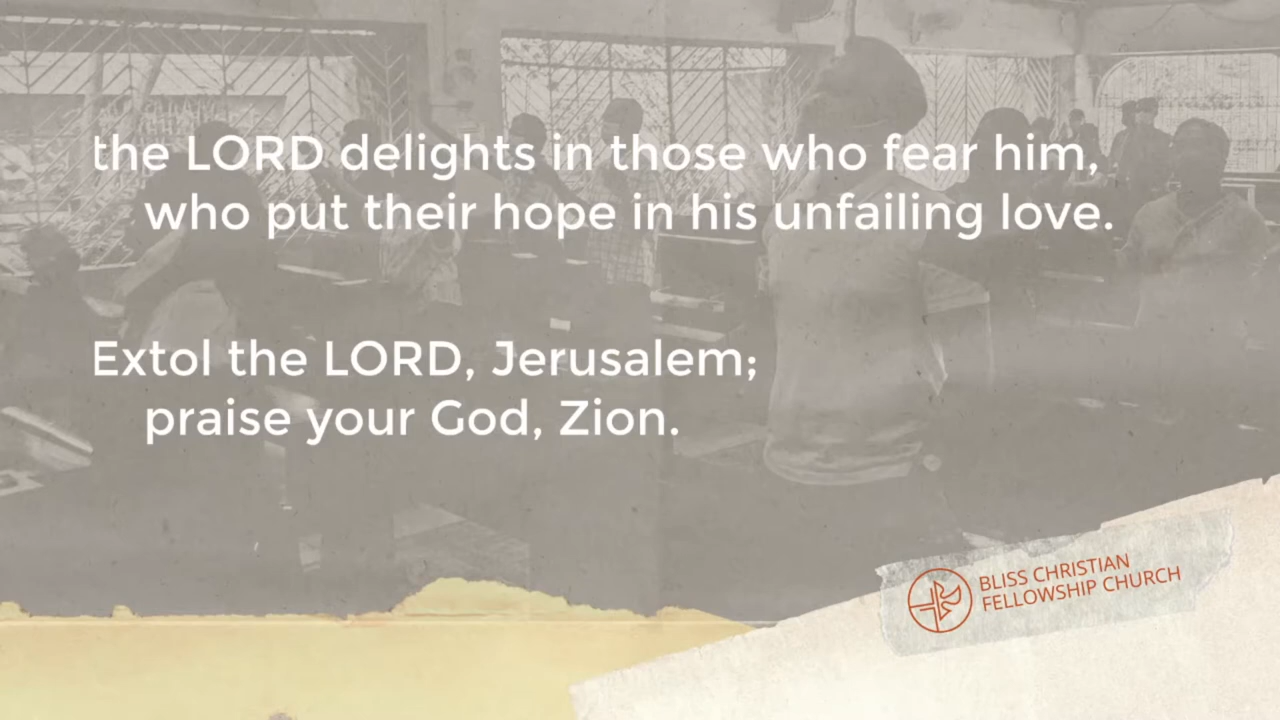 the LORD delights in those who fear him,
who put their hope in his unfailing love.
Extol the LORD, Jerusalem;
praise your God, Zion.
BLISS CHRISTIAN
FELLOWSHIP CHURCH